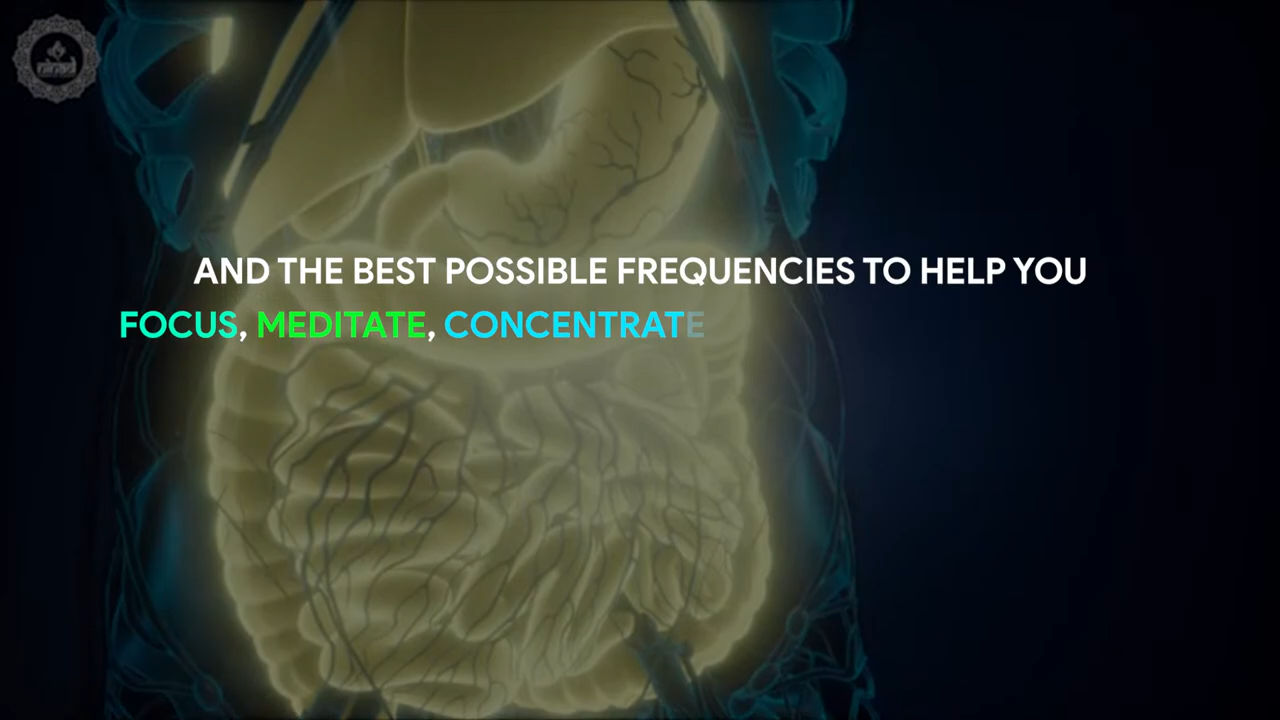 AND THE BEST POSSIBLE FREQUENCIES TO HELP YOU
FOCUS, MEDITATE, CONCENTRATE